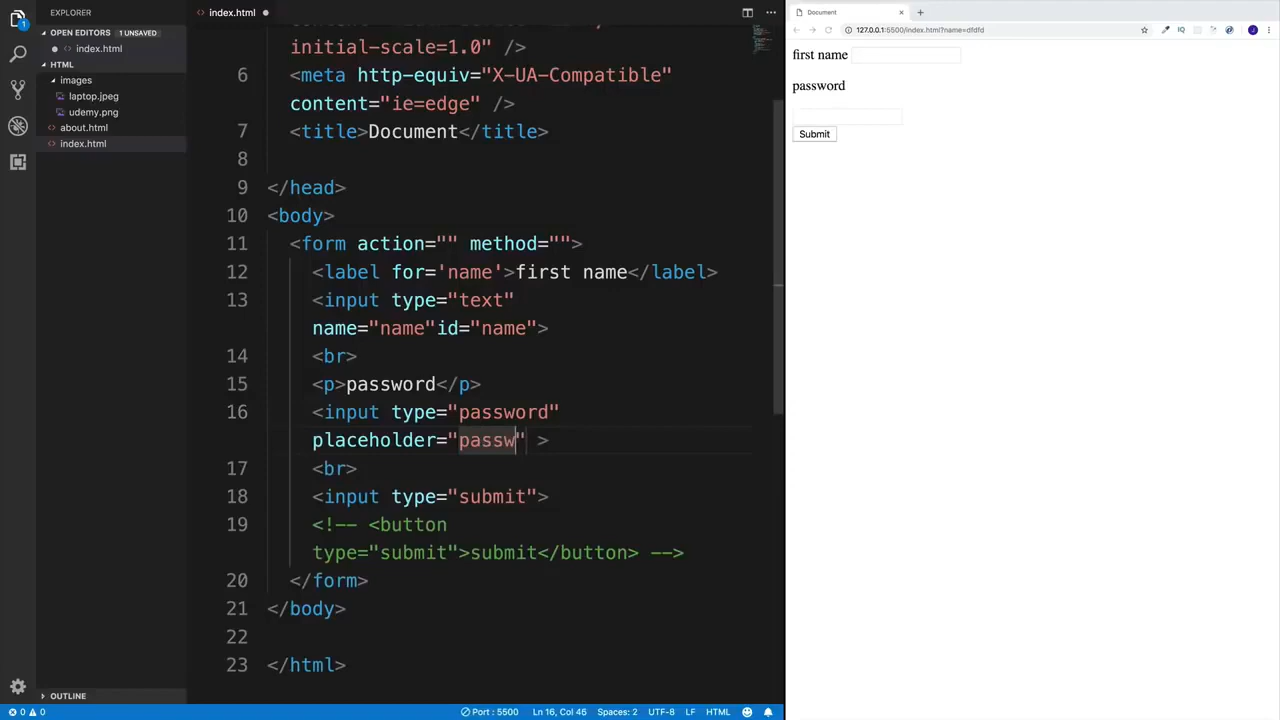 EXPLORER
OPEN EDITORS 1 UNSAVED
index.html
HTML
images
laptop.jpeg
udemy.png
about.html
index.html
OUTLINE
1
index.html
initial-scale=1.0" />
6 <meta http-equiv="X-UA-Compatible"
content="ie=edge" />
7 <title>Document</title>
8
9 </head>
10 <body>
11 <form action="" method="">
12 <label for='name'>first name</label>
13 <input type="text"
name="name"id="name">
14 <br>
15 <p>password</p>
16 <input type="password"
placeholder="passw" >
17 <br>
18 <input type="submit">
19 <!-- <button
type="submit">submit</button> -->
20 </form>
21 </body>
22
23 </html>
0 0
Port : 5500 Ln 16, Col 46 Spaces: 2 UTF-8 LF HTML
Document
127.0.0.1:5500/index.html?name=dfdfd
IQ
J
first name
password
Submit